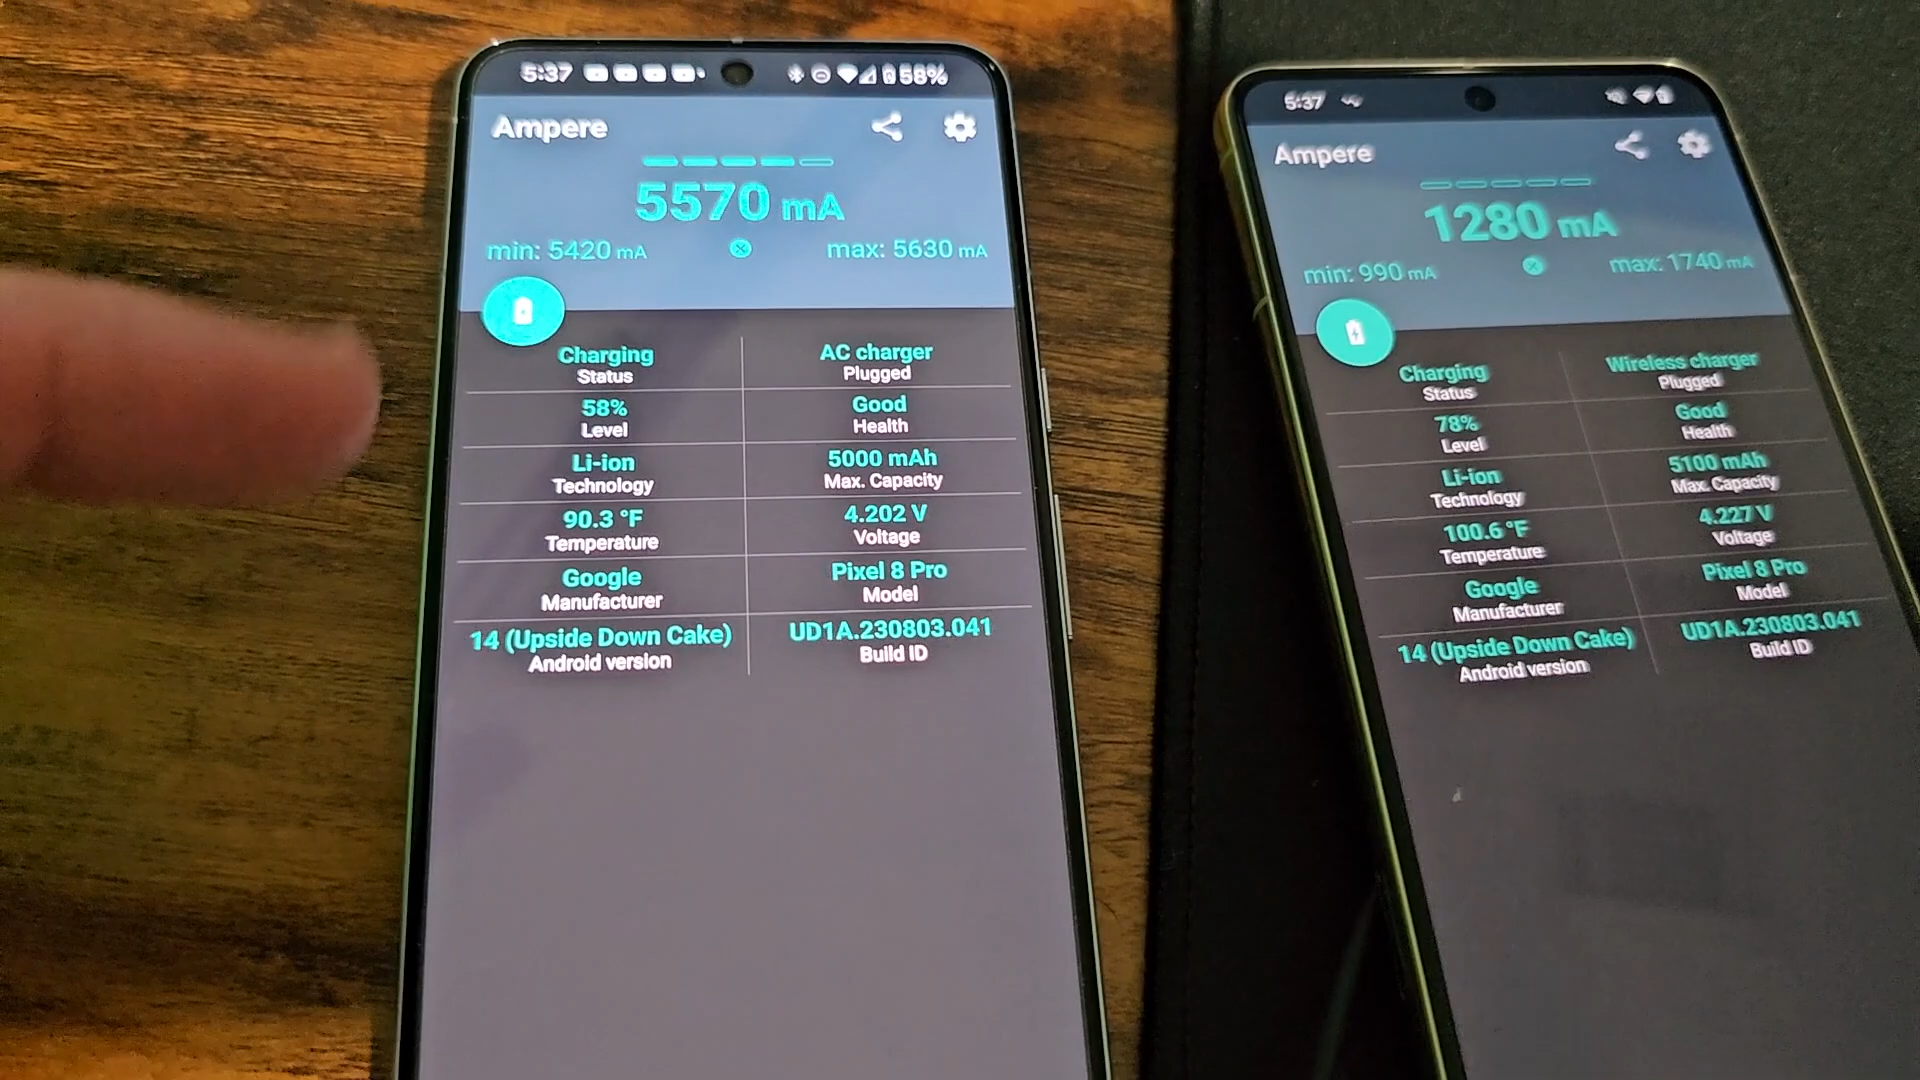 5:37
58%
Ampere
5570 mA
min: 5420 mA
max: 5630 mA
Charging
Status
AC charger
Plugged
58%
Level
Good
Health
Li-ion
Technology
5000 mAh
Max. Capacity
90.3 °F
Temperature
4.202 V
Voltage
Google
Manufacturer
Pixel 8 Pro
Model
14 (Upside Down Cake)
Android version
UD1A.230803.041
Build ID
5:37
Ampere
1280 mA
min: 990 mA
max: 1740 mA
Charging
Status
Wireless charger
Plugged
78%
Level
Good
Health
Li-ion
Technology
5100 mAh
Max. Capacity
100.6 °F
Temperature
4.227 V
Voltage
Google
Manufacturer
Pixel 8 Pro
Model
14 (Upside Down Cake)
Android version
UD1A.230803.041
Build ID